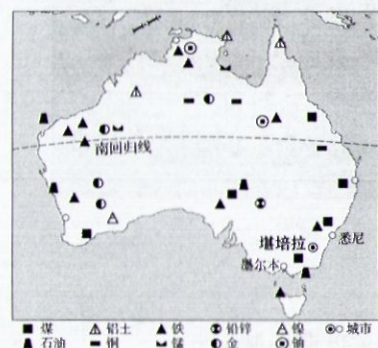 南回归线
堪培拉
悉尼
墨尔本
煤 铝土 铁 铅锌 镍 城市
石油 铜 锰 金 铀